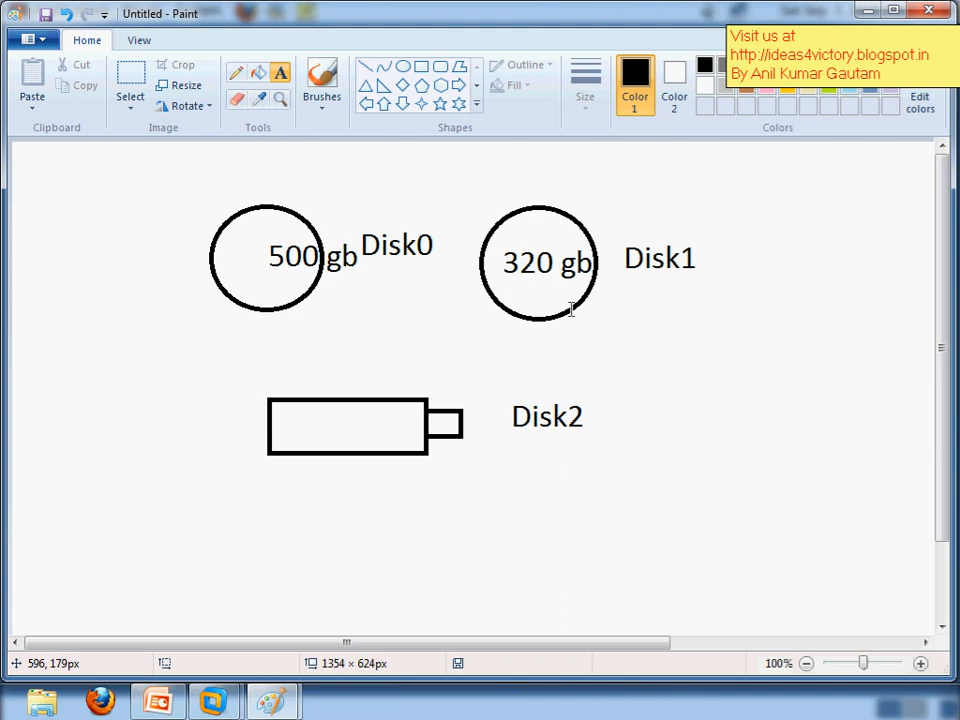 Untitled - Paint
Visit us at
http://ideas4victory.blogspot.in
By Anil Kumar Gautam
Home
View
Paste
Cut
Copy
Clipboard
Select
Crop
Resize
Rotate
Image
A
Tools
Brushes
Shapes
Outline
Fill
Size
Color
1
Color
2
Edit
colors
Colors
500 gb
Disk0
320 gb
Disk1
Disk2
596, 179px
1354 × 624px
100%